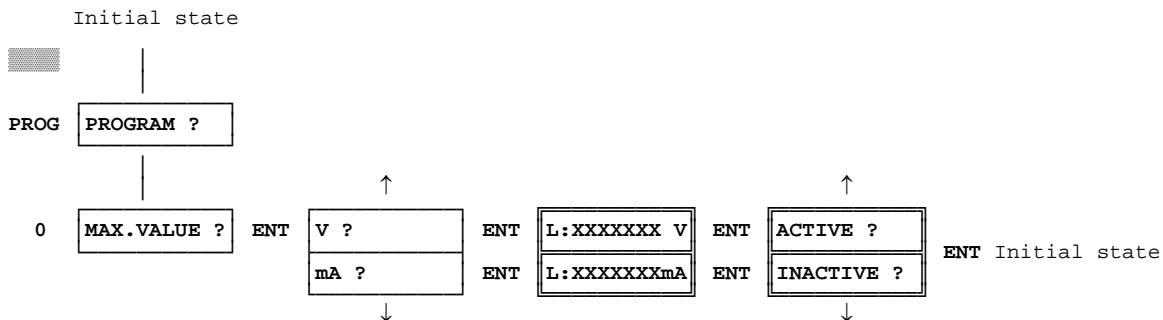 Initial state
PROG PROGRAM ?
↑ ↑
0 MAX.VALUE ? ENT V ? ENT L:XXXXXXX V ENT ACTIVE ?
ENT Initial state
mA ? ENT L:XXXXXXXmA ENT INACTIVE ?
↓ ↓